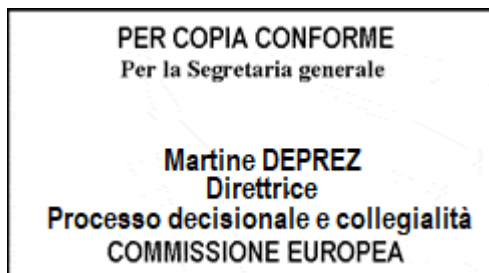 PER COPIA CONFORME
Per la Segretaria generale
Martine DEPREZ
Direttrice
Processo decisionale e collegialità
COMMISSIONE EUROPEA